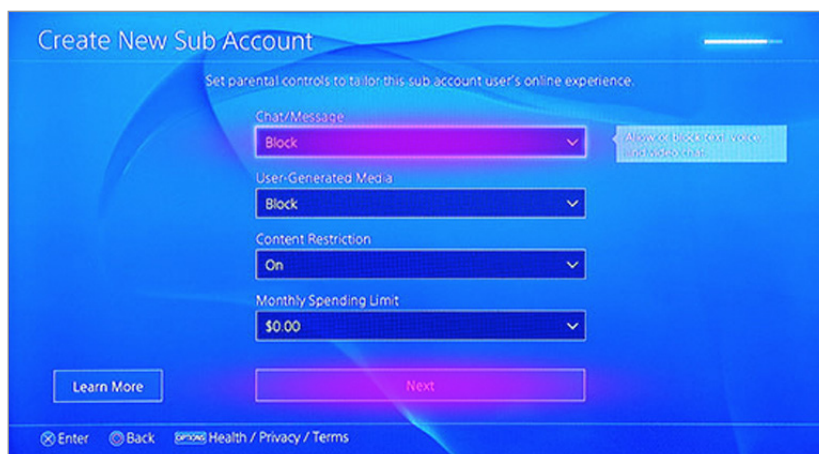 Create New Sub Account
Set parental controls to tailor this sub account user's online experience.
Chat/Message
Block
Allow or block text, voice,
and video chat.
User-Generated Media
Block
Content Restriction
On
Monthly Spending Limit
$0.00
Learn More
Next
Enter
Back
OPTIONS Health / Privacy / Terms